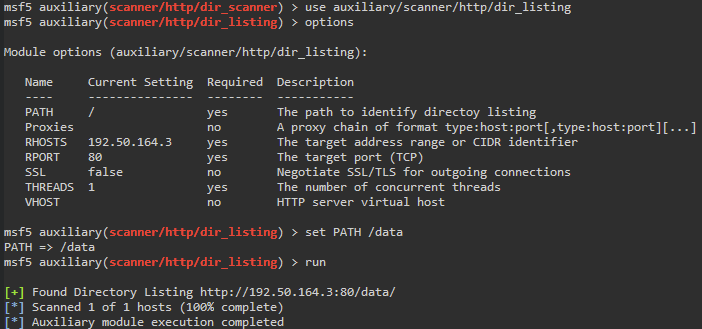 msf5 auxiliary(scanner/http/dir_scanner) > use auxiliary/scanner/http/dir_listing
msf5 auxiliary(scanner/http/dir_listing) > options
Module options (auxiliary/scanner/http/dir_listing):
Name     Current Setting  Required  Description
----     ---------------  --------  -----------
PATH     /                yes       The path to identify directoy listing
Proxies                   no        A proxy chain of format type:host:port[,type:host:port][...]
RHOSTS   192.50.164.3     yes       The target address range or CIDR identifier
RPORT    80               yes       The target port (TCP)
SSL      false            no        Negotiate SSL/TLS for outgoing connections
THREADS  1                yes       The number of concurrent threads
VHOST                     no        HTTP server virtual host
msf5 auxiliary(scanner/http/dir_listing) > set PATH /data
PATH => /data
msf5 auxiliary(scanner/http/dir_listing) > run
[+] Found Directory Listing http://192.50.164.3:80/data/
[*] Scanned 1 of 1 hosts (100% complete)
[*] Auxiliary module execution completed